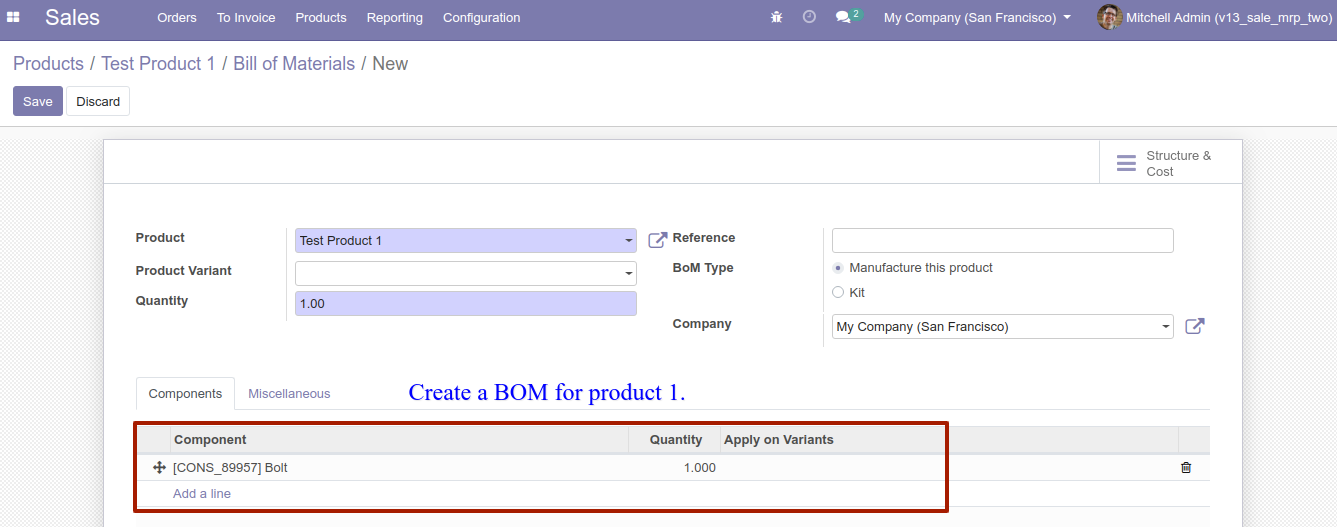 Sales Orders To Invoice Products Reporting Configuration 2 My Company (San Francisco) Mitchell Admin (v13_sale_mrp_two)
Products / Test Product 1 / Bill of Materials / New
Save Discard
Structure &
Cost
Product Test Product 1 Reference
Product Variant BoM Type Manufacture this product
Quantity 1.00 Kit
Company My Company (San Francisco)
Components Miscellaneous Create a BOM for product 1.
Component Quantity Apply on Variants
[CONS_89957] Bolt 1.000
Add a line